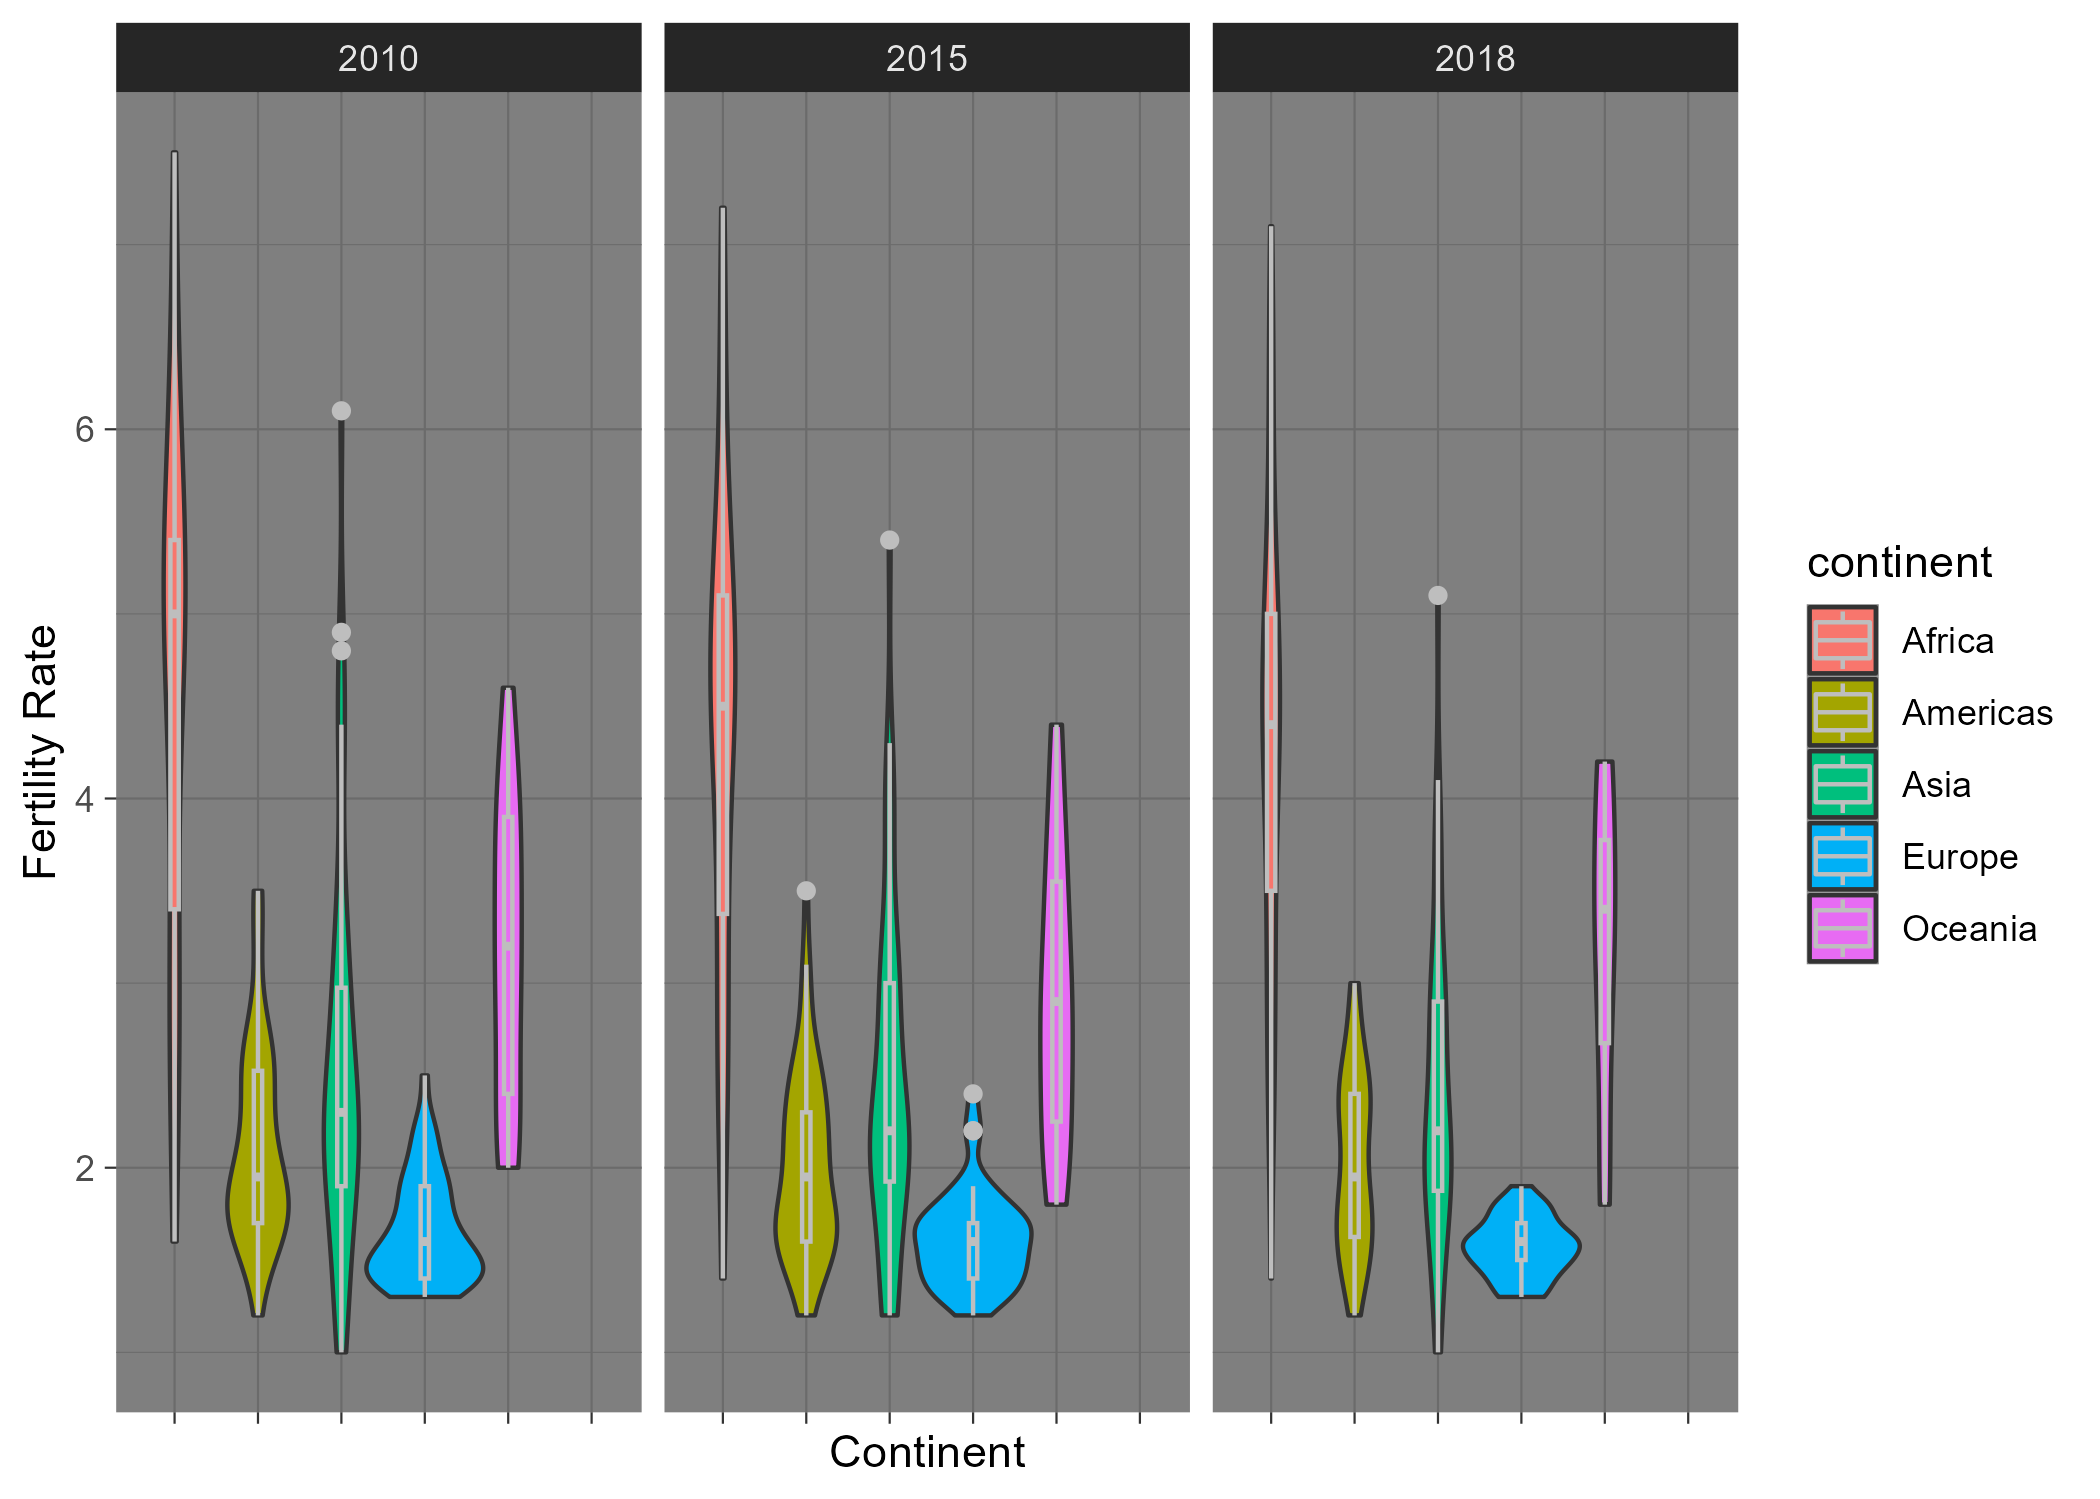 2010 2015 2018
6
4
2
Fertility Rate
Continent
continent
Africa
Americas
Asia
Europe
Oceania